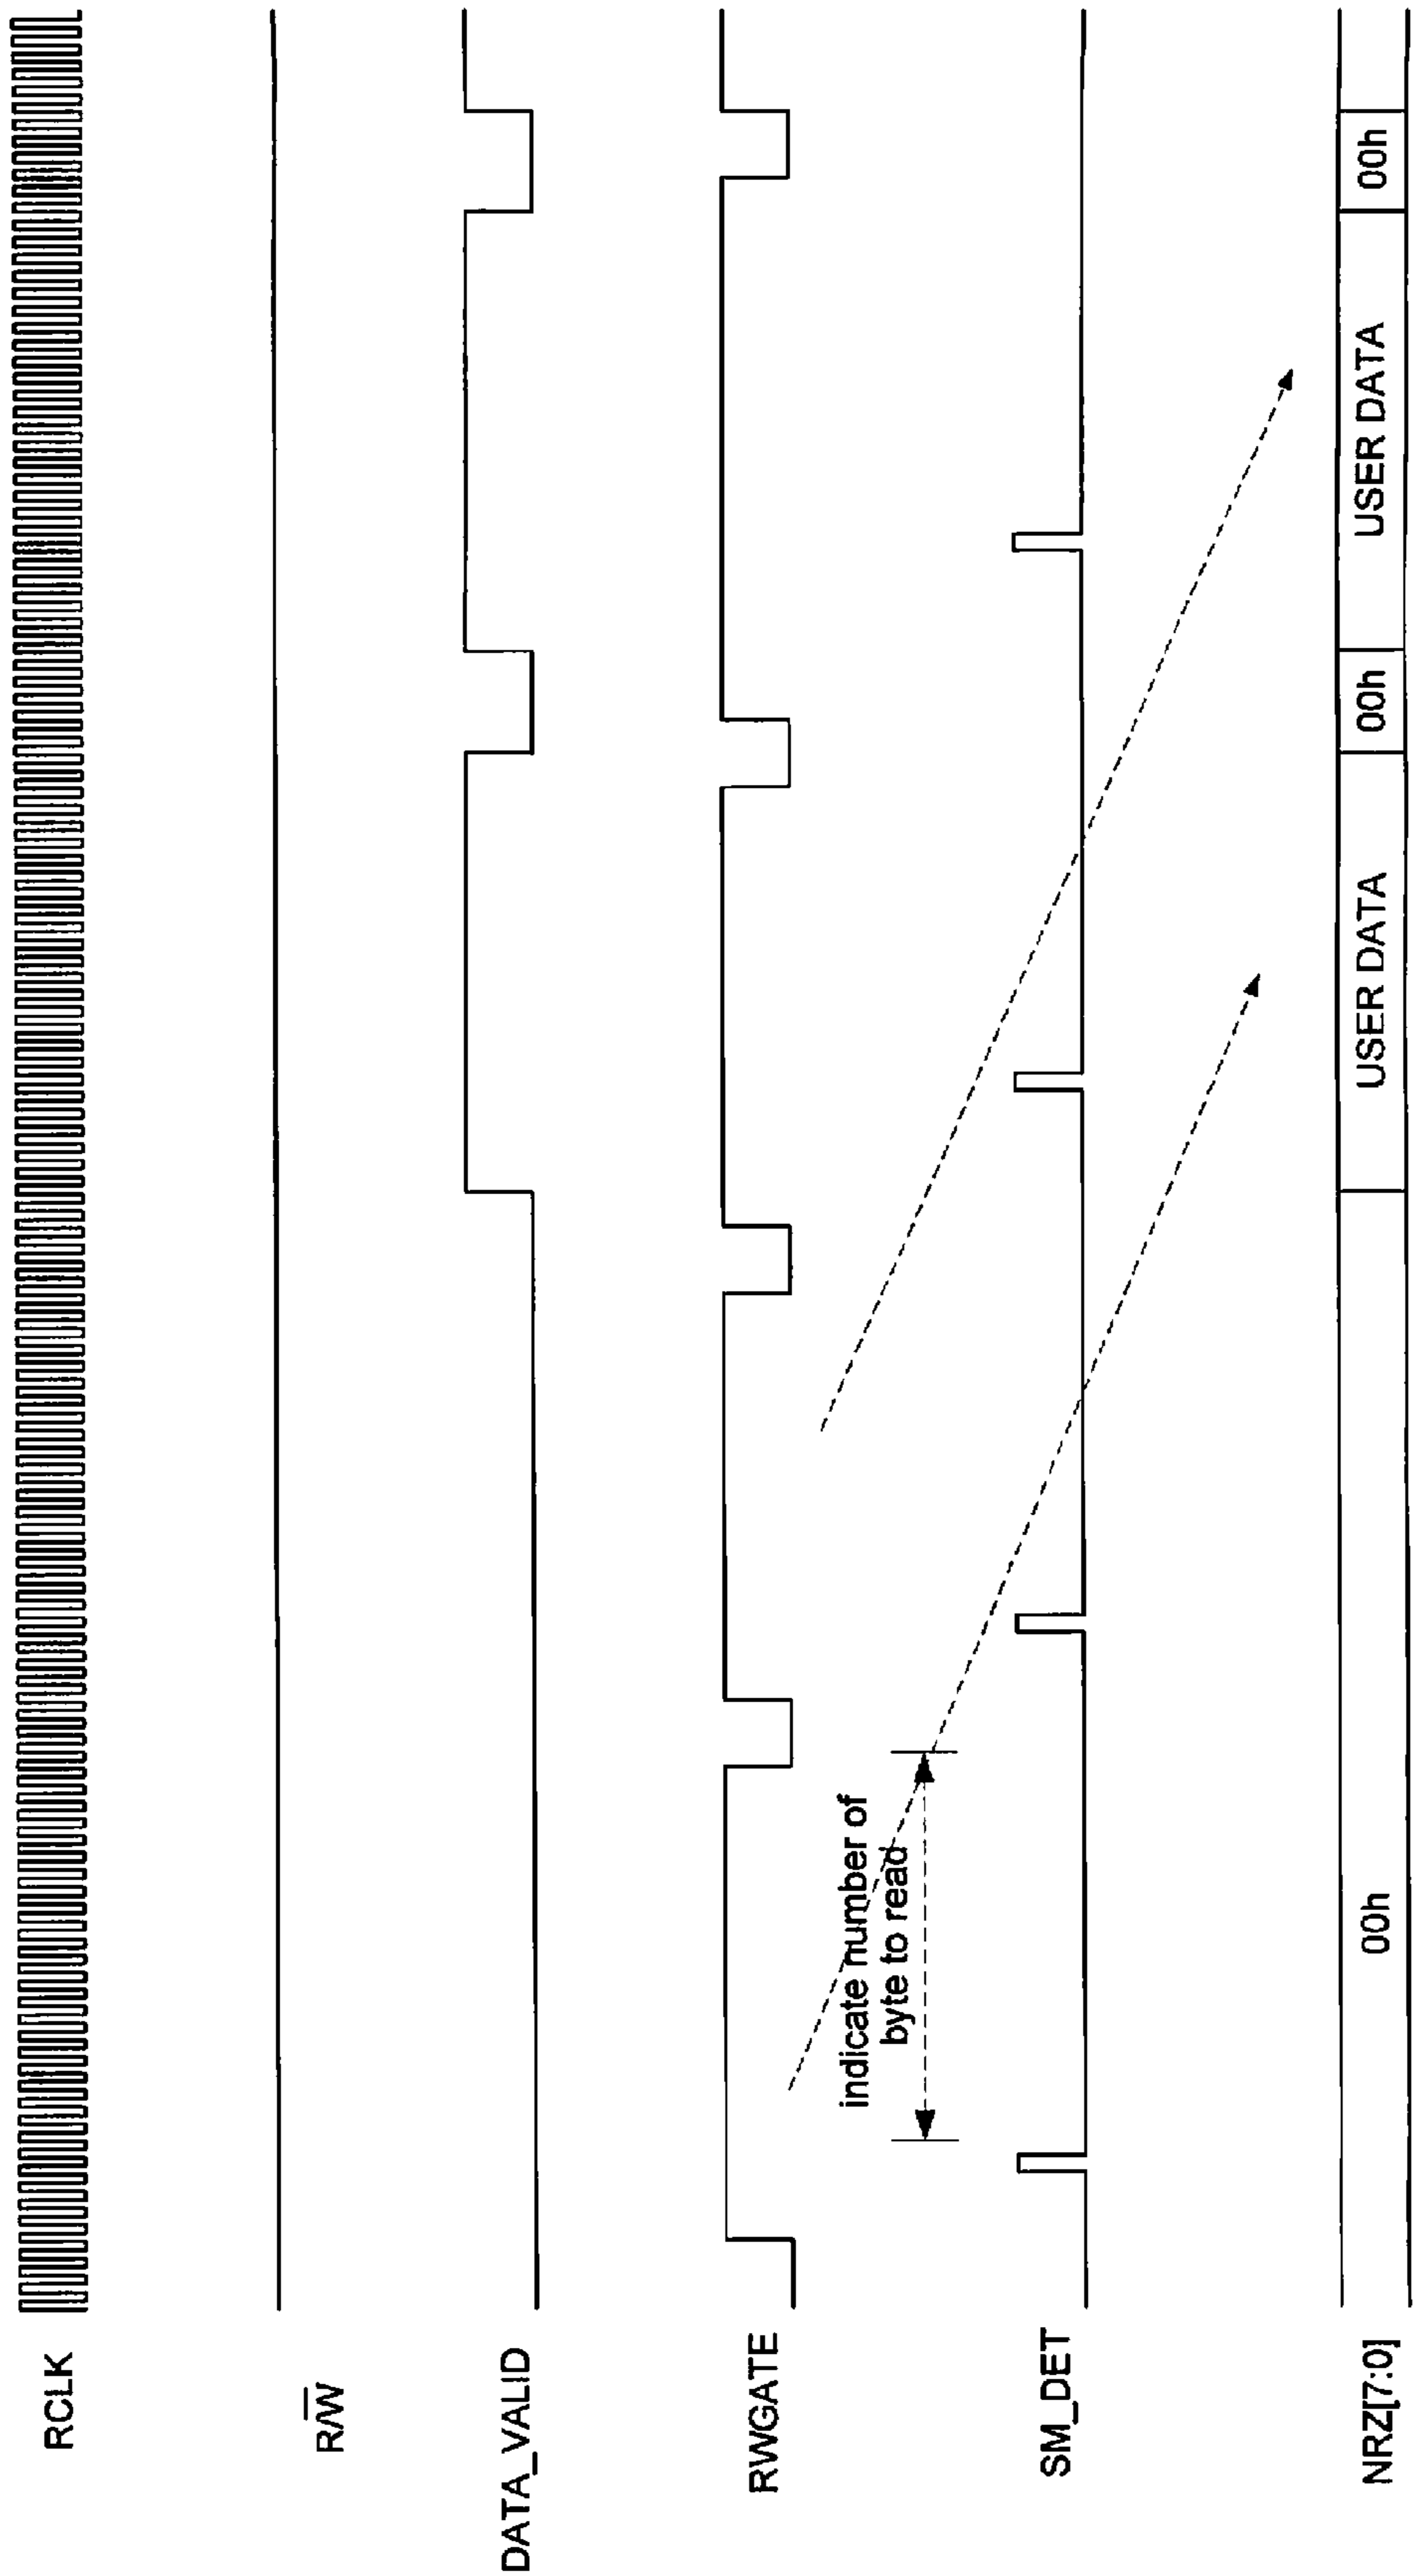 RCLK
R/W̅
DATA_VALID
RWGATE
indicate number of
byte to read
SM_DET
NRZ[7:0]
00h
USER DATA
00h
USER DATA
00h